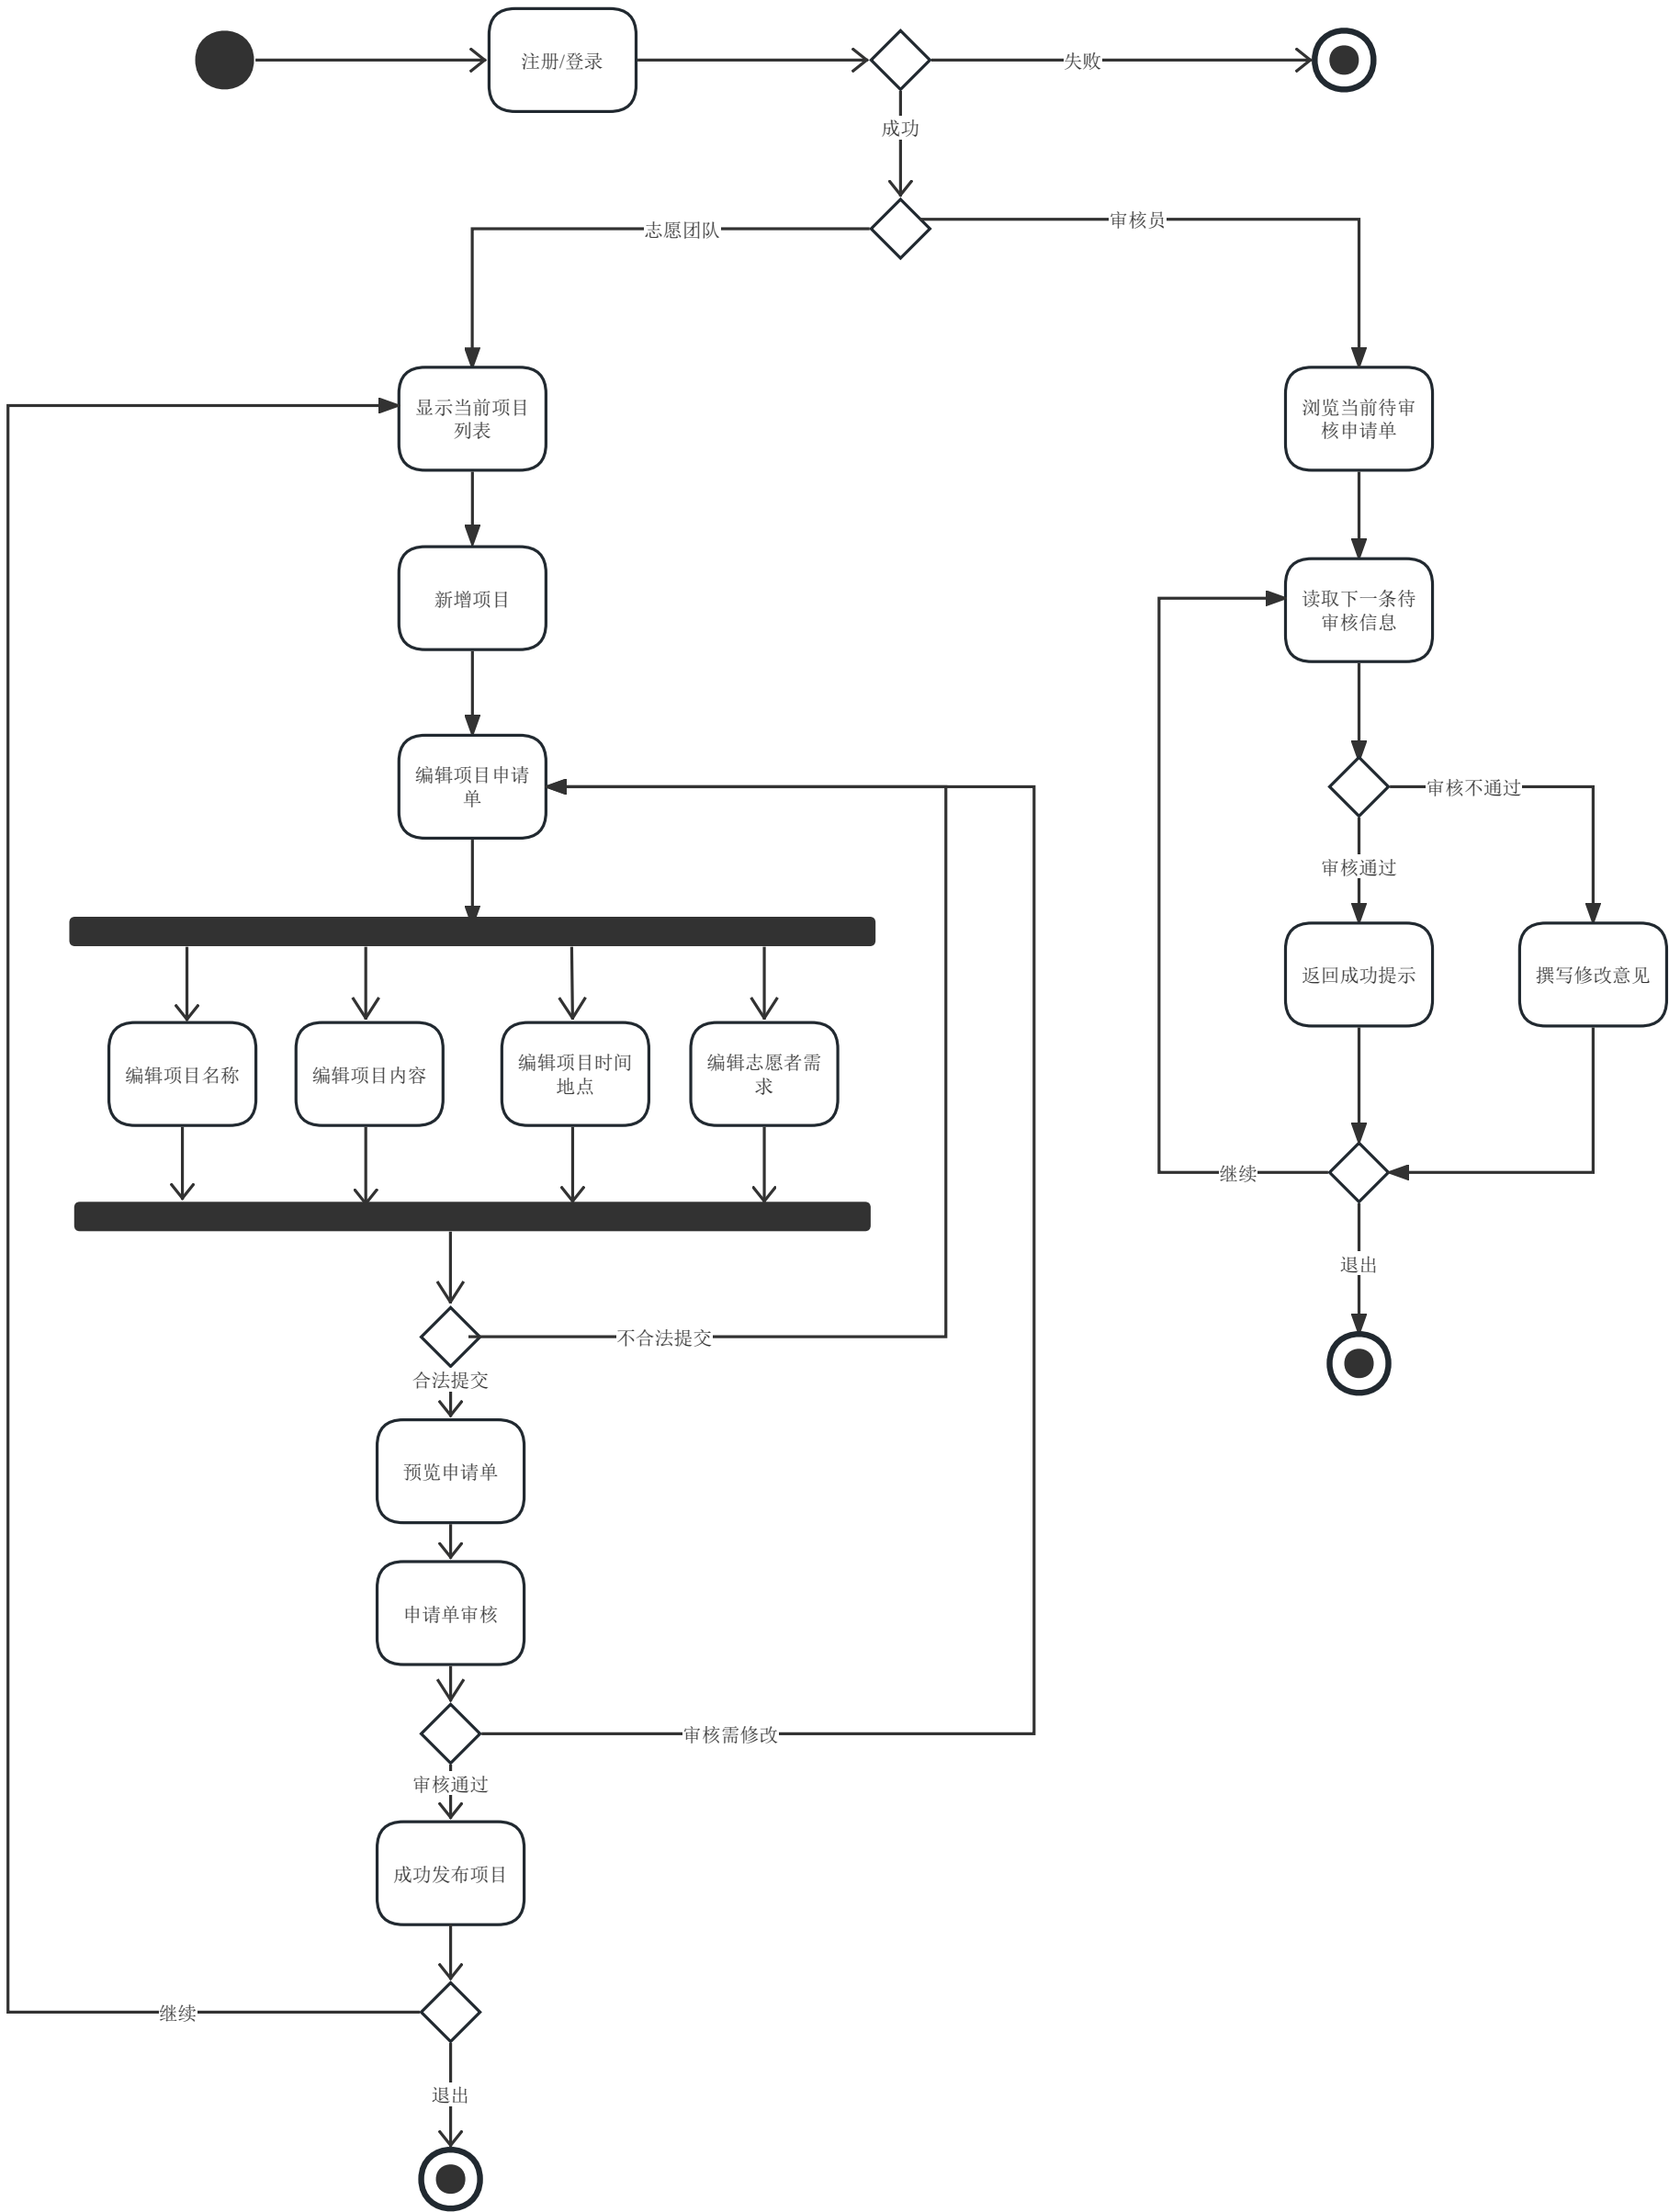 注册/登录
失败
成功
志愿团队
审核员
显示当前项目
列表
浏览当前待审
核申请单
新增项目
读取下一条待
审核信息
编辑项目申请
单
审核不通过
审核通过
返回成功提示
撰写修改意见
编辑项目名称
编辑项目内容
编辑项目时间
地点
编辑志愿者需
求
继续
退出
不合法提交
合法提交
预览申请单
申请单审核
审核需修改
审核通过
成功发布项目
继续
退出